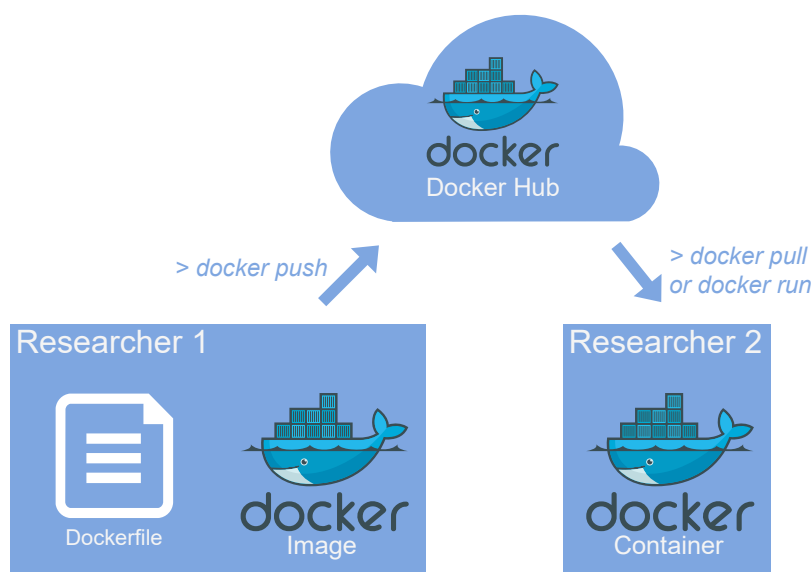 docker
Docker Hub
> docker push
> docker pull
or docker run
Researcher 1
Dockerfile
docker
Image
Researcher 2
docker
Container